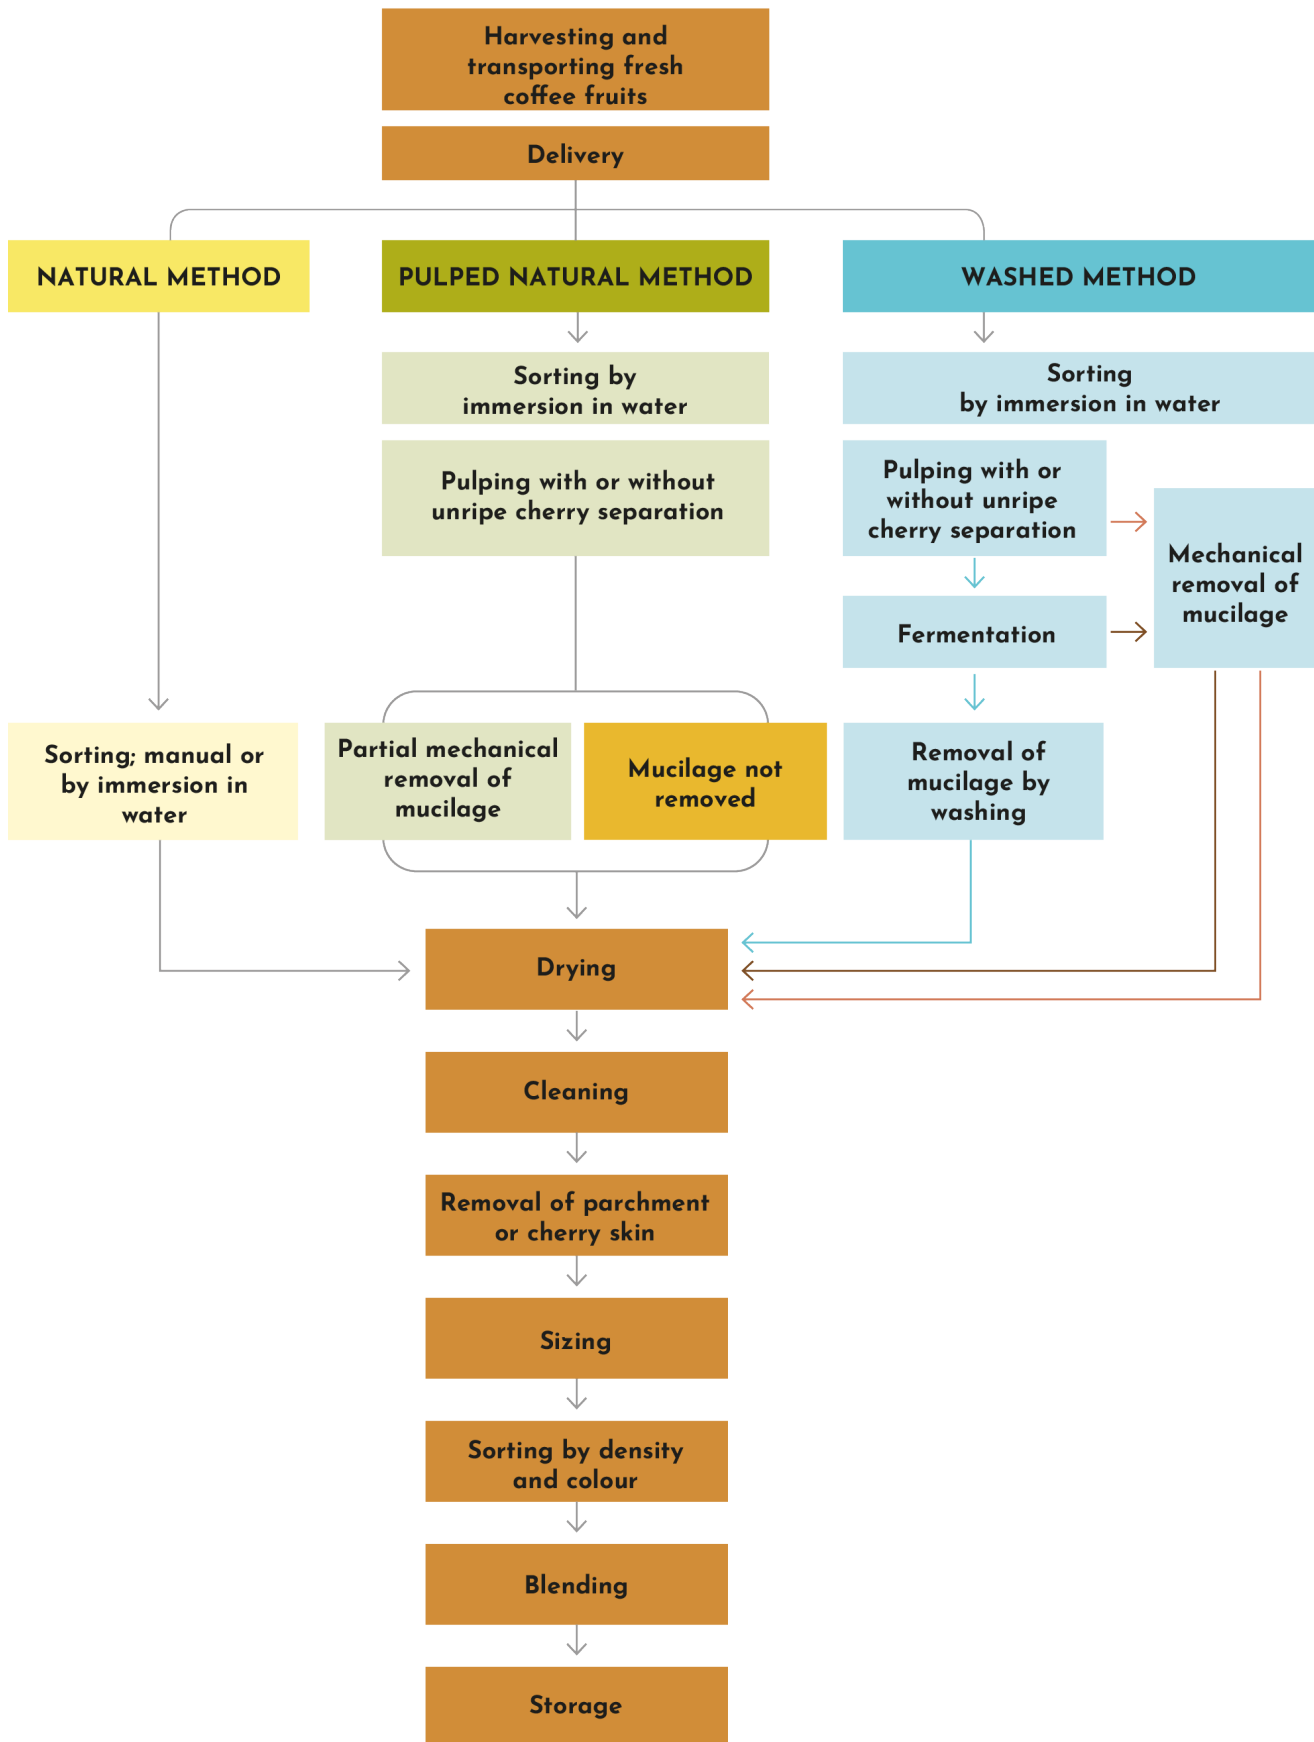 Harvesting and
transporting fresh
coffee fruits
Delivery
NATURAL METHOD
PULPED NATURAL METHOD
WASHED METHOD
Sorting by
immersion in water
Sorting
by immersion in water
Pulping with or without
unripe cherry separation
Pulping with or
without unripe
cherry separation
Mechanical
removal of
mucilage
Fermentation
Sorting; manual or
by immersion in
water
Partial mechanical
removal of
mucilage
Mucilage not
removed
Removal of
mucilage by
washing
Drying
Cleaning
Removal of parchment
or cherry skin
Sizing
Sorting by density
and colour
Blending
Storage